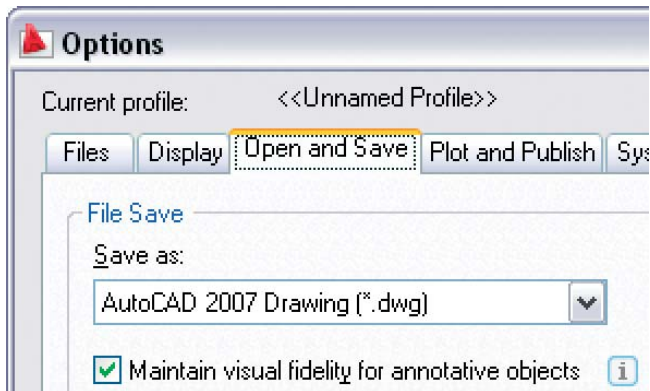 Options
Current profile: <<Unnamed Profile>>
Files Display Open and Save Plot and Publish
File Save
Save as:
AutoCAD 2007 Drawing (*.dwg)
Maintain visual fidelity for annotative objects i